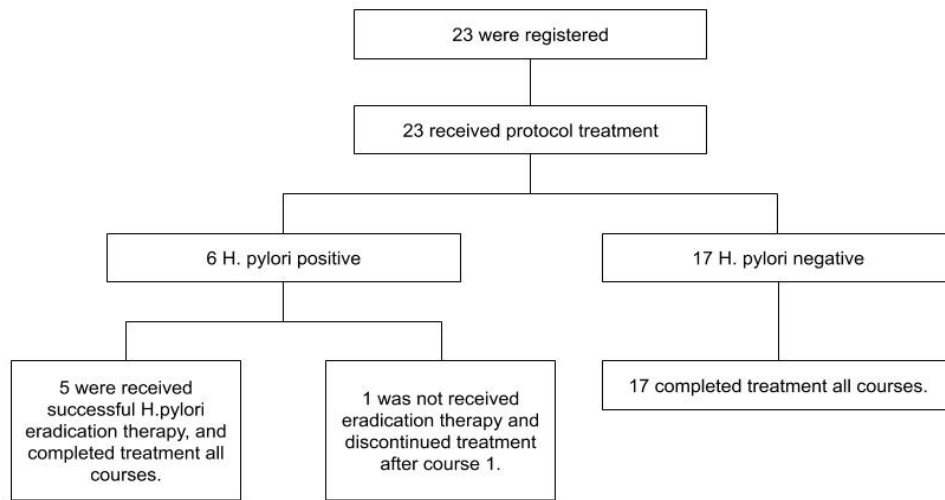 23 were registered
23 received protocol treatment
6 H. pylori positive
17 H. pylori negative
5 were received
successful H.pylori
eradication therapy, and
completed treatment all
courses.
1 was not received
eradication therapy and
discontinued treatment
after course 1.
17 completed treatment all courses.